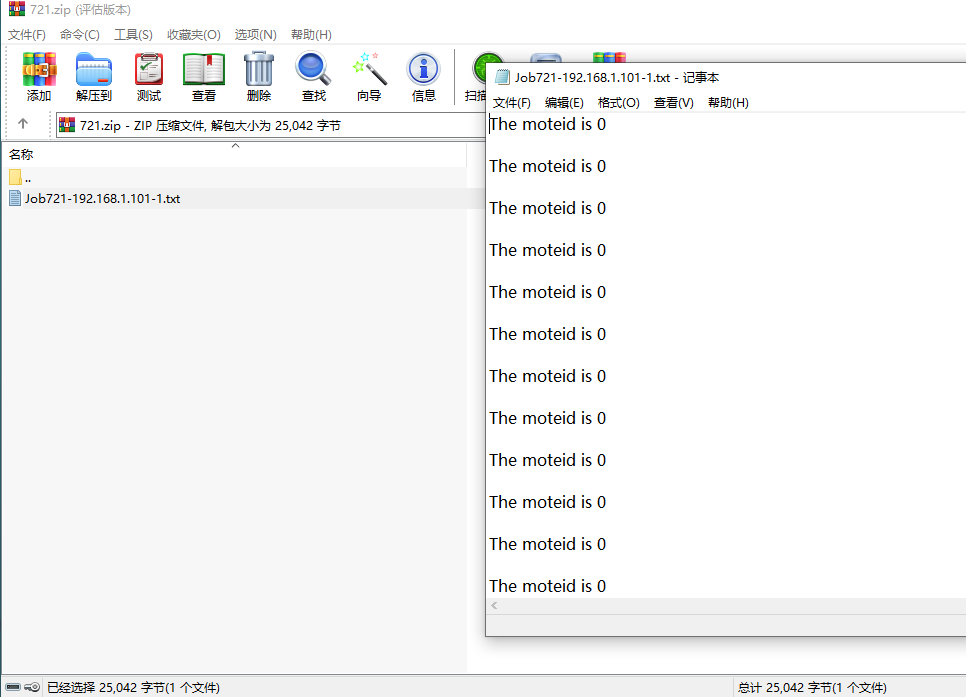 721.zip (评估版本)
文件(F) 命令(C) 工具(S) 收藏夹(O) 选项(N) 帮助(H)
添加 解压到 测试 查看 删除 查找 向导 信息 扫描
721.zip - ZIP 压缩文件, 解包大小为 25,042 字节
名称
..
Job721-192.168.1.101-1.txt
Job721-192.168.1.101-1.txt - 记事本
文件(F) 编辑(E) 格式(O) 查看(V) 帮助(H)
The moteid is 0
The moteid is 0
The moteid is 0
The moteid is 0
The moteid is 0
The moteid is 0
The moteid is 0
The moteid is 0
The moteid is 0
The moteid is 0
The moteid is 0
The moteid is 0
已经选择 25,042 字节(1 个文件)
总计 25,042 字节(1 个文件)